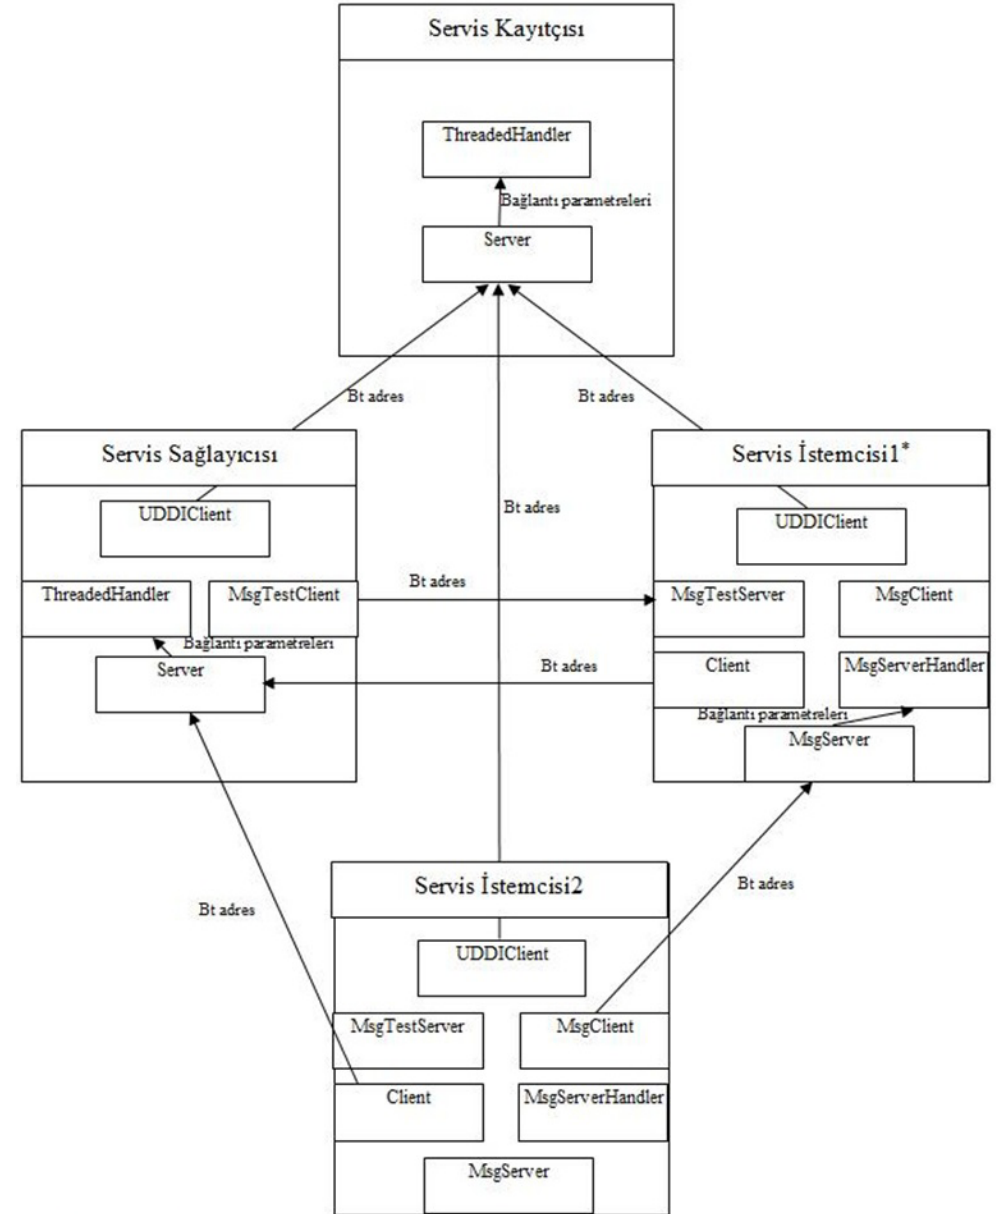 Servis Kayıtçısı
ThreadedHandler
Bağlantı parametreleri
Server
Bt adres
Bt adres
Servis Sağlayıcısı
Servis İstemcisi1*
Bt adres
UDDIClient
UDDIClient
ThreadedHandler
MsgTestClient
Bt adres
MsgTestServer
MsgClient
Bağlantı parametreleri
Server
Bt adres
Client
MsgServerHandler
Bağlantı parametreleri
MsgServer
Servis İstemcisi2
Bt adres
Bt adres
UDDIClient
MsgTestServer
MsgClient
Client
MsgServerHandler
MsgServer